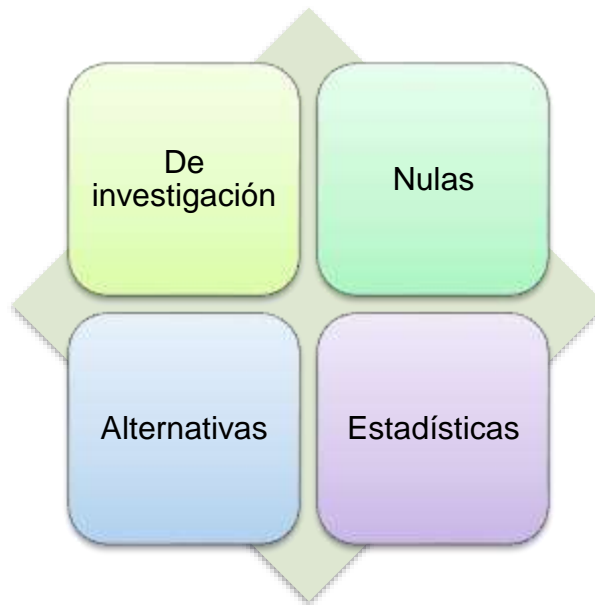 De
investigación
Nulas
Alternativas
Estadísticas